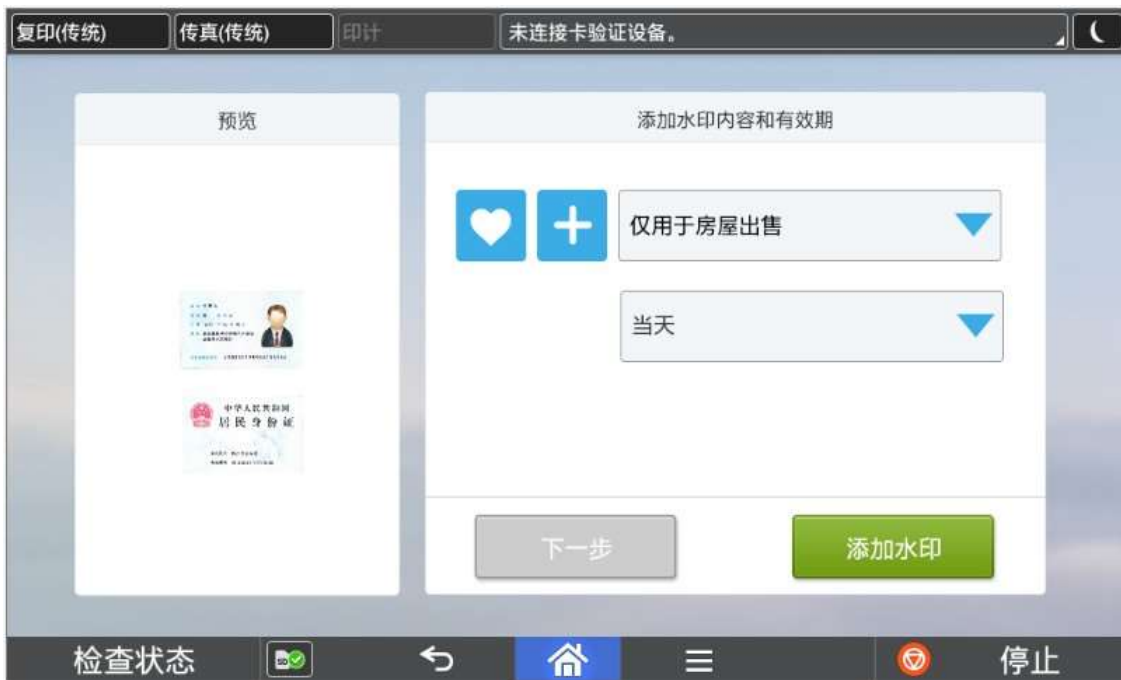 复印(传统)
传真(传统)
印计
未连接卡验证设备。
预览
添加水印内容和有效期
仅用于房屋出售
当天
中华人民共和国
居民身份证
下一步
添加水印
检查状态
停止